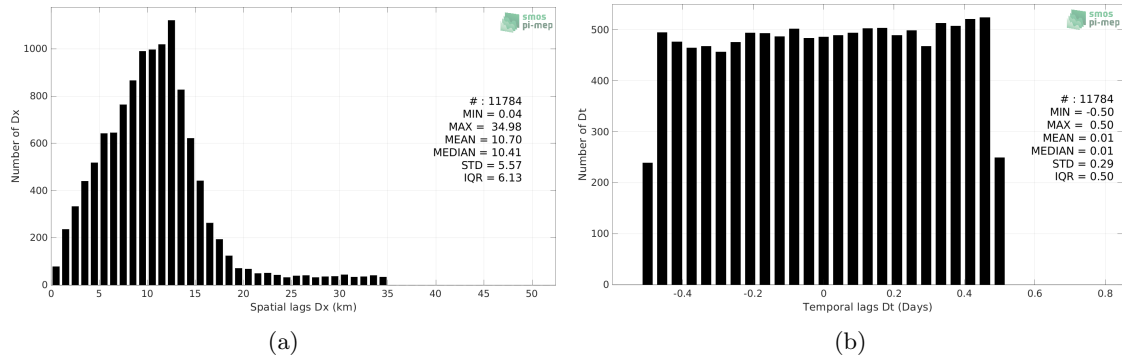 smos
pi-mep
1000
800
600
400
200
0
Number of Dx
# : 11784
MIN = 0.04
MAX = 34.98
MEAN = 10.70
MEDIAN = 10.41
STD = 5.57
IQR = 6.13
0 5 10 15 20 25 30 35 40 45 50
Spatial lags Dx (km)
(a)
smos
pi-mep
500
400
300
200
100
0
Number of Dt
# : 11784
MIN = -0.50
MAX = 0.50
MEAN = 0.01
MEDIAN = 0.01
STD = 0.29
IQR = 0.50
-0.4 -0.2 0 0.2 0.4 0.6 0.8
Temporal lags Dt (Days)
(b)